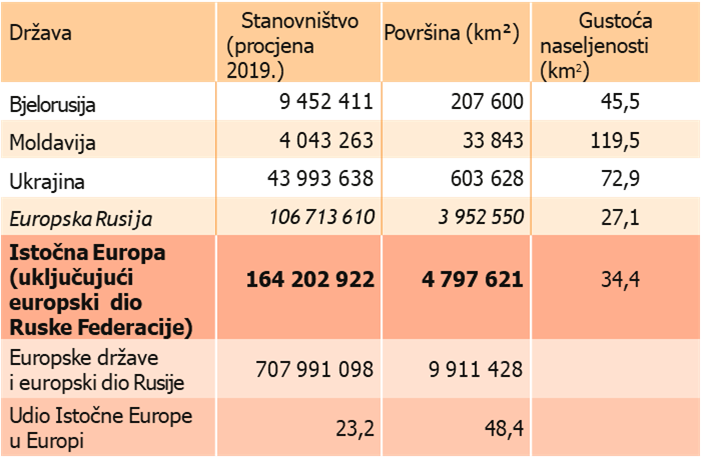 Država Stanovništvo (procjena 2019.) Površina (km²) Gustoća naseljenosti (km²)
Bjelorusija 9 452 411 207 600 45,5
Moldavija 4 043 263 33 843 119,5
Ukrajina 43 993 638 603 628 72,9
Europska Rusija 106 713 610 3 952 550 27,1
Istočna Europa
(uključujući
europski dio
Ruske Federacije) 164 202 922 4 797 621 34,4
Europske države
i europski dio Rusije 707 991 098 9 911 428
Udio Istočne Europe
u Europi 23,2 48,4